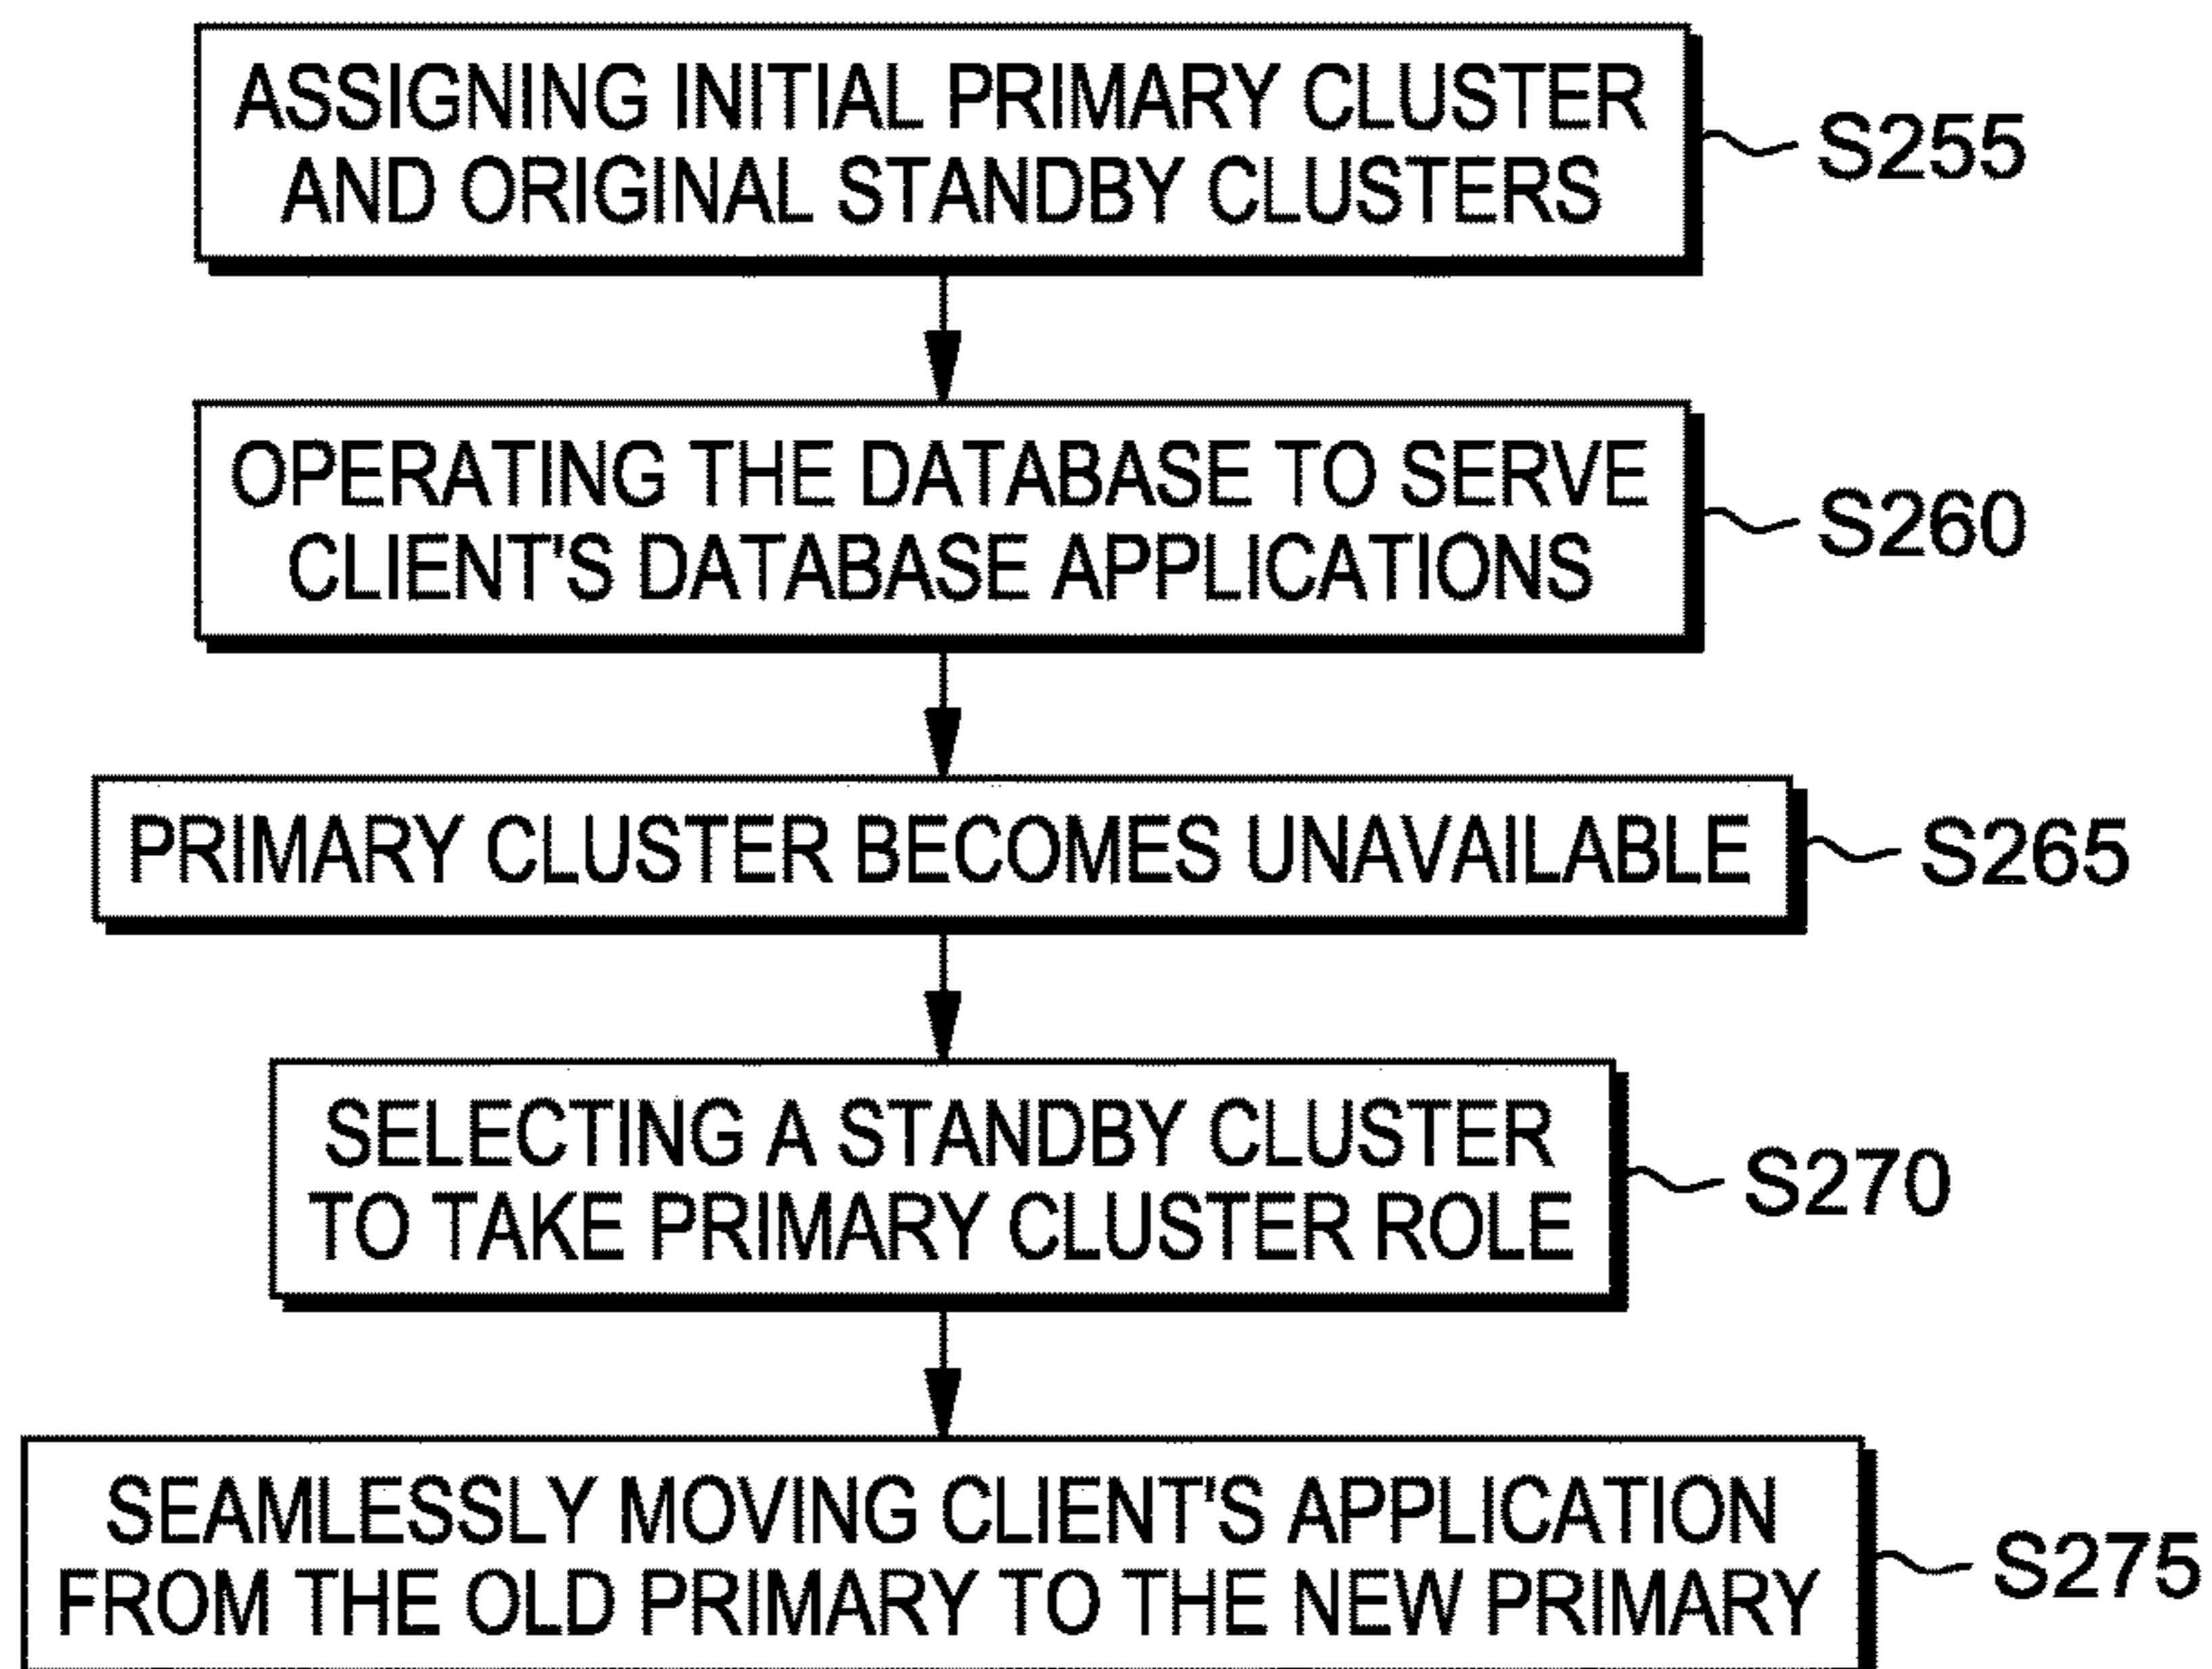 ASSIGNING INITIAL PRIMARY CLUSTER
AND ORIGINAL STANDBY CLUSTERS
S255
OPERATING THE DATABASE TO SERVE
CLIENT'S DATABASE APPLICATIONS
S260
PRIMARY CLUSTER BECOMES UNAVAILABLE
S265
SELECTING A STANDBY CLUSTER
TO TAKE PRIMARY CLUSTER ROLE
S270
SEAMLESSLY MOVING CLIENT'S APPLICATION
FROM THE OLD PRIMARY TO THE NEW PRIMARY
S275